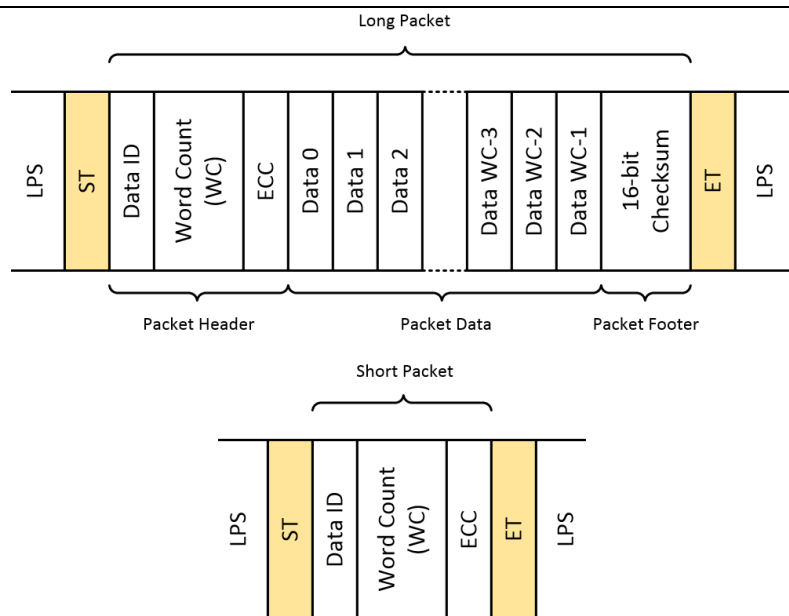 Long Packet
LPS
ST
Data ID
Word Count
(WC)
ECC
Data 0
Data 1
Data 2
Data WC-3
Data WC-2
Data WC-1
16-bit
Checksum
ET
LPS
Packet Header
Packet Data
Packet Footer
Short Packet
LPS
ST
Data ID
Word Count
(WC)
ECC
ET
LPS